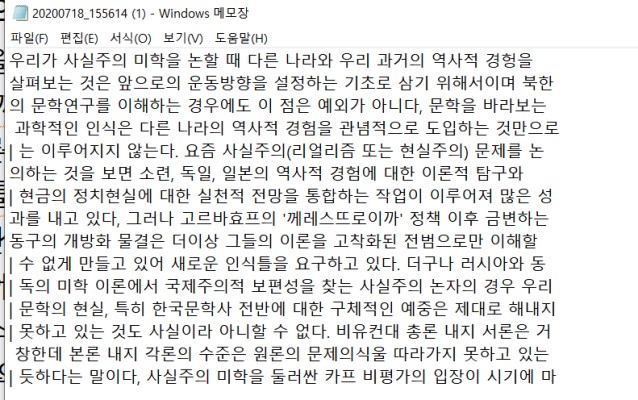 20200718_155614 (1) - Windows 메모장
파일(F) 편집(E) 서식(O) 보기(V) 도움말(H)
우리가 사실주의 미학을 논할 때 다른 나라와 우리 과거의 역사적 경험을
살펴보는 것은 앞으로의 운동방향을 설정하는 기초로 삼기 위해서이며 북한
의 문학연구를 이해하는 경우에도 이 점은 예외가 아니다, 문학을 바라보는
과학적인 인식은 다른 나라의 역사적 경험을 관념적으로 도입하는 것만으로
| 는 이루어지지 않는다. 요즘 사실주의(리얼리즘 또는 현실주의) 문제를 논
의하는 것을 보면 소련, 독일, 일본의 역사적 경험에 대한 이론적 탐구와
| 현금의 정치현실에 대한 실천적 전망을 통합하는 작업이 이루어져 많은 성
과를 내고 있다, 그러나 고르바효프의 '께레스뜨로이까' 정책 이후 급변하는
동구의 개방화 물결은 더이상 그들의 이론을 고착화된 전범으로만 이해할
| 수 없게 만들고 있어 새로운 인식틀을 요구하고 있다. 더구나 러시아와 동
| 독의 미학 이론에서 국제주의적 보편성을 찾는 사실주의 논자의 경우 우리
| 문학의 현실, 특히 한국문학사 전반에 대한 구체적인 예중은 제대로 해내지
| 못하고 있는 것도 사실이라 아니할 수 없다. 비유컨대 총론 내지 서론은 거
창한데 본론 내지 각론의 수준은 원론의 문제의식울 따라가지 못하고 있는
| 듯하다는 말이다, 사실주의 미학을 둘러싼 카프 비평가의 입장이 시기에 마